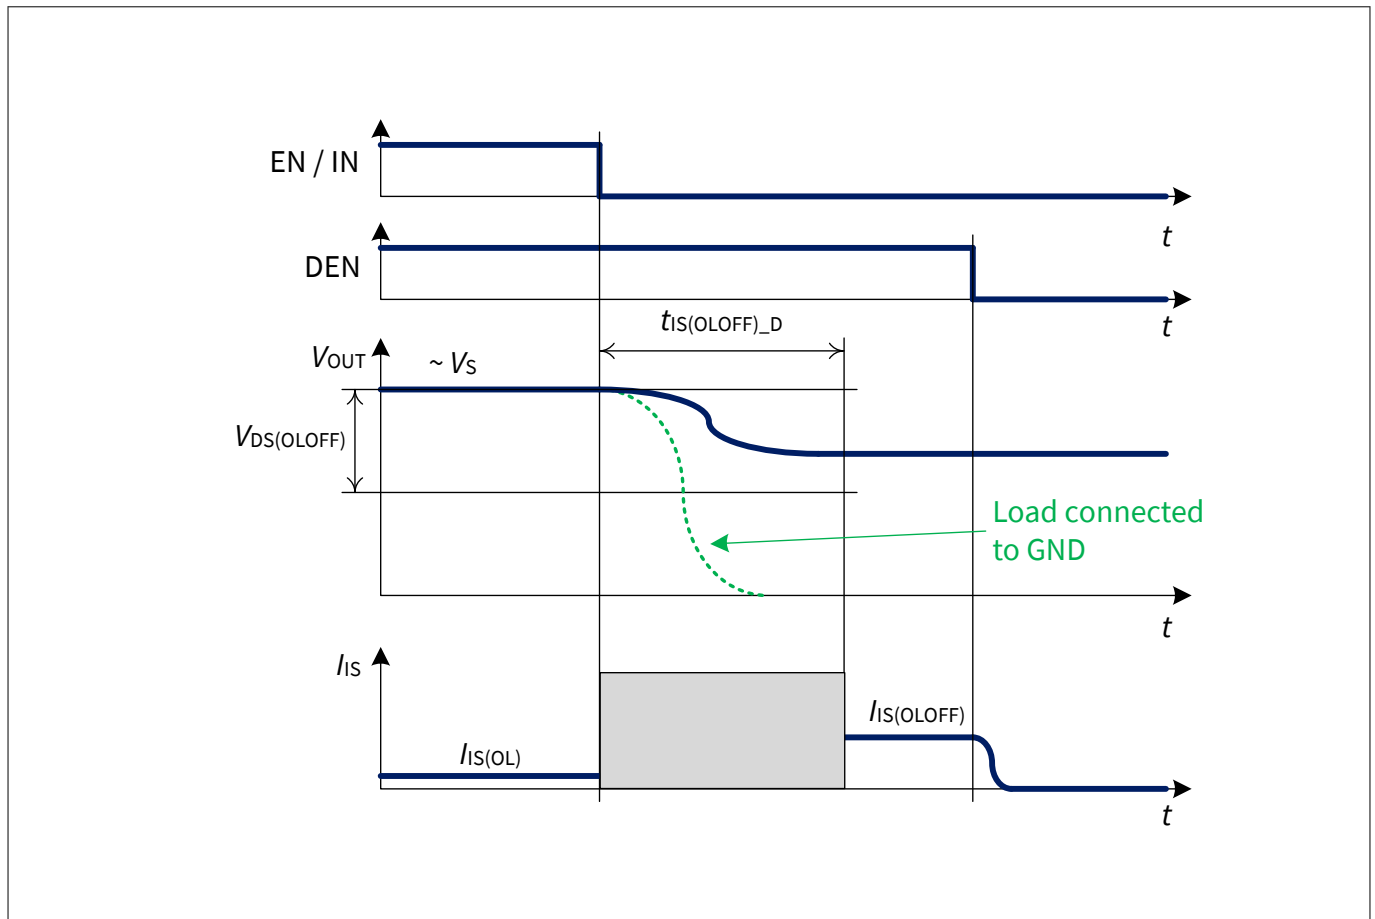 EN / IN
t
DEN
t
tIS(OLOFF)_D
VOUT
~ VS
VDS(OLOFF)
Load connected
to GND
t
IIS
IIS(OLOFF)
IIS(OL)
t